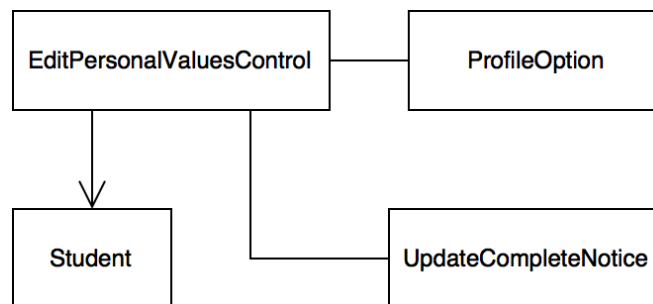 EditPersonalValuesControl
ProfileOption
Student
UpdateCompleteNotice